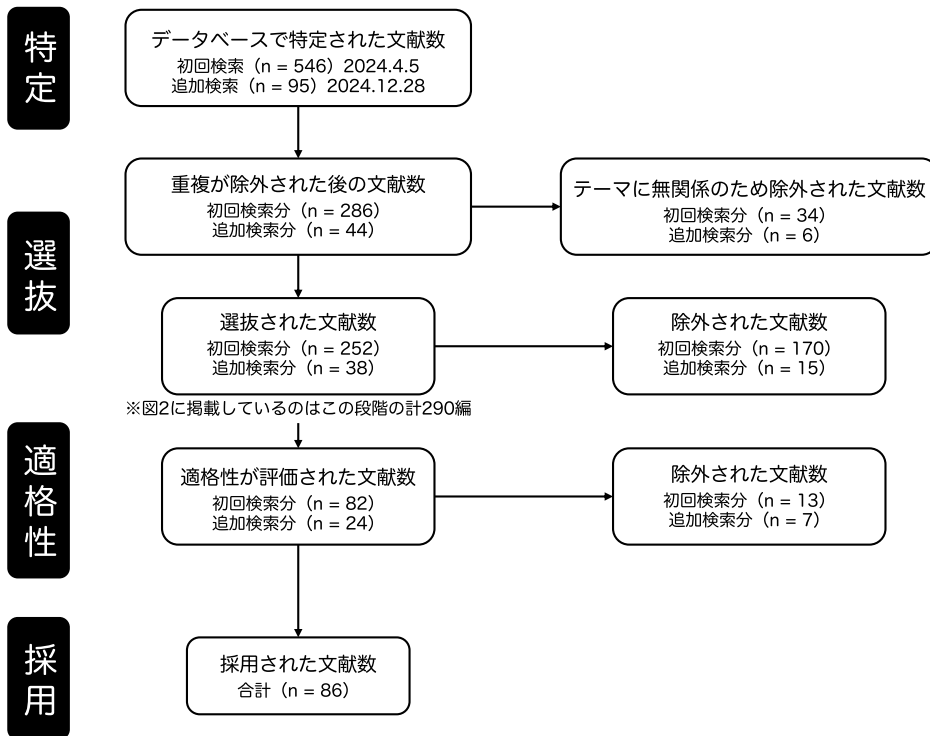 特定
データベースで特定された文献数
初回検索（n = 546）2024.4.5
追加検索（n = 95）2024.12.28
選抜
重複が除外された後の文献数
初回検索分（n = 286）
追加検索分（n = 44）
テーマに無関係のため除外された文献数
初回検索分（n = 34）
追加検索分（n = 6）
選抜された文献数
初回検索分（n = 252）
追加検索分（n = 38）
除外された文献数
初回検索分（n = 170）
追加検索分（n = 15）
※図2に掲載しているのはこの段階の計290編
適格性
適格性が評価された文献数
初回検索分（n = 82）
追加検索分（n = 24）
除外された文献数
初回検索分（n = 13）
追加検索分（n = 7）
採用
採用された文献数
合計（n = 86）